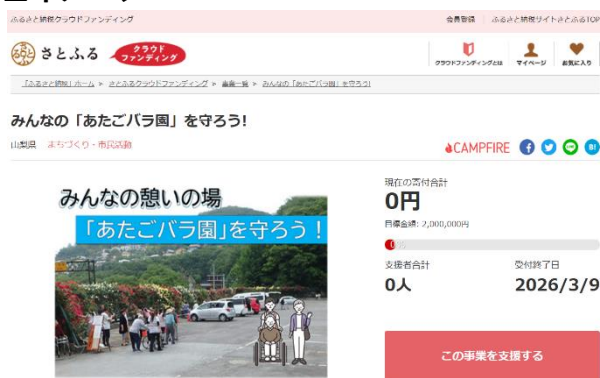 ふるさと納税クラウドファンディング
会員登録
ふるさと納税サイトさとふるTOP
さとふる
クラウド
ファンディング
クラウドファンディングとは
マイページ
お気に入り
「ふるさと納税」ホーム > さとふるクラウドファンディング > 事業一覧 > みんなの「あたごバラ園」を守ろう!
みんなの「あたごバラ園」を守ろう!
山梨県 まちづくり・市民活動
CAMPFIRE
みんなの憩いの場
「あたごバラ園」を守ろう!
現在の寄付合計
0円
目標金額: 2,000,000円
0
支援者合計
0人
受付終了日
2026/3/9
この事業を支援する